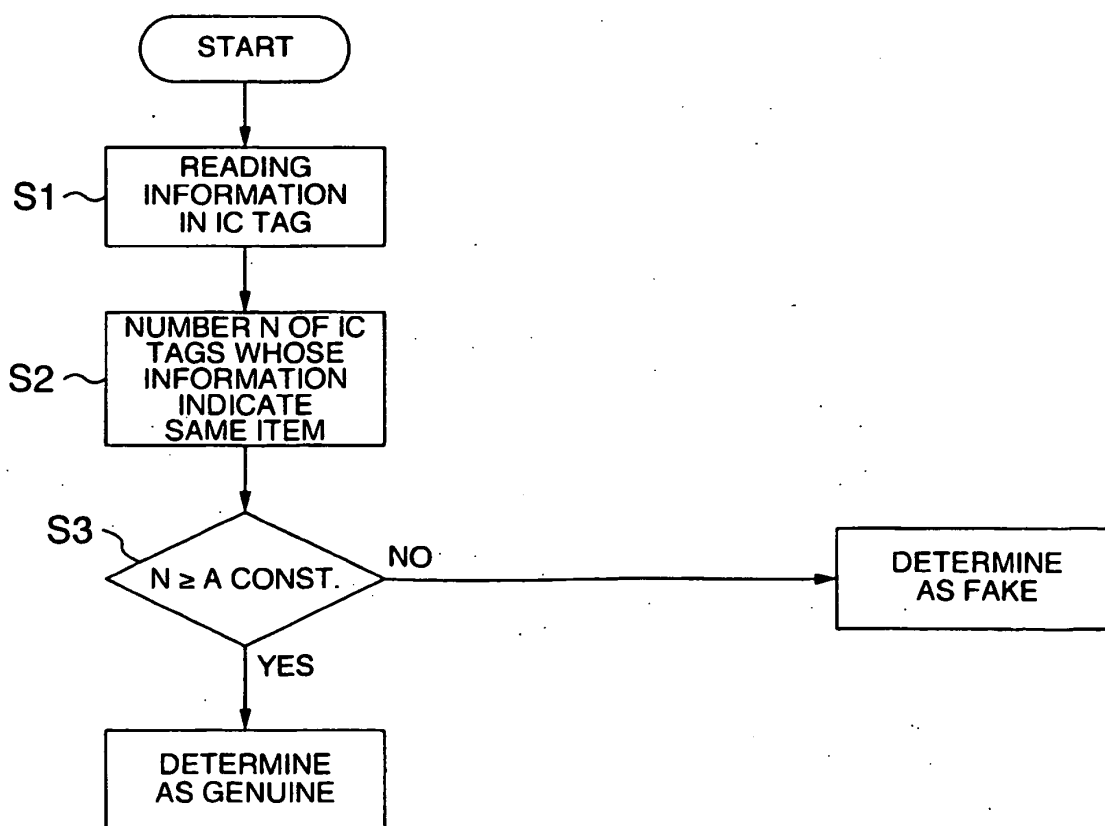 START
S1
READING
INFORMATION
IN IC TAG
S2
NUMBER N OF IC
TAGS WHOSE
INFORMATION
INDICATE
SAME ITEM
S3
N ≥ A CONST.
NO
DETERMINE
AS FAKE
YES
DETERMINE
AS GENUINE